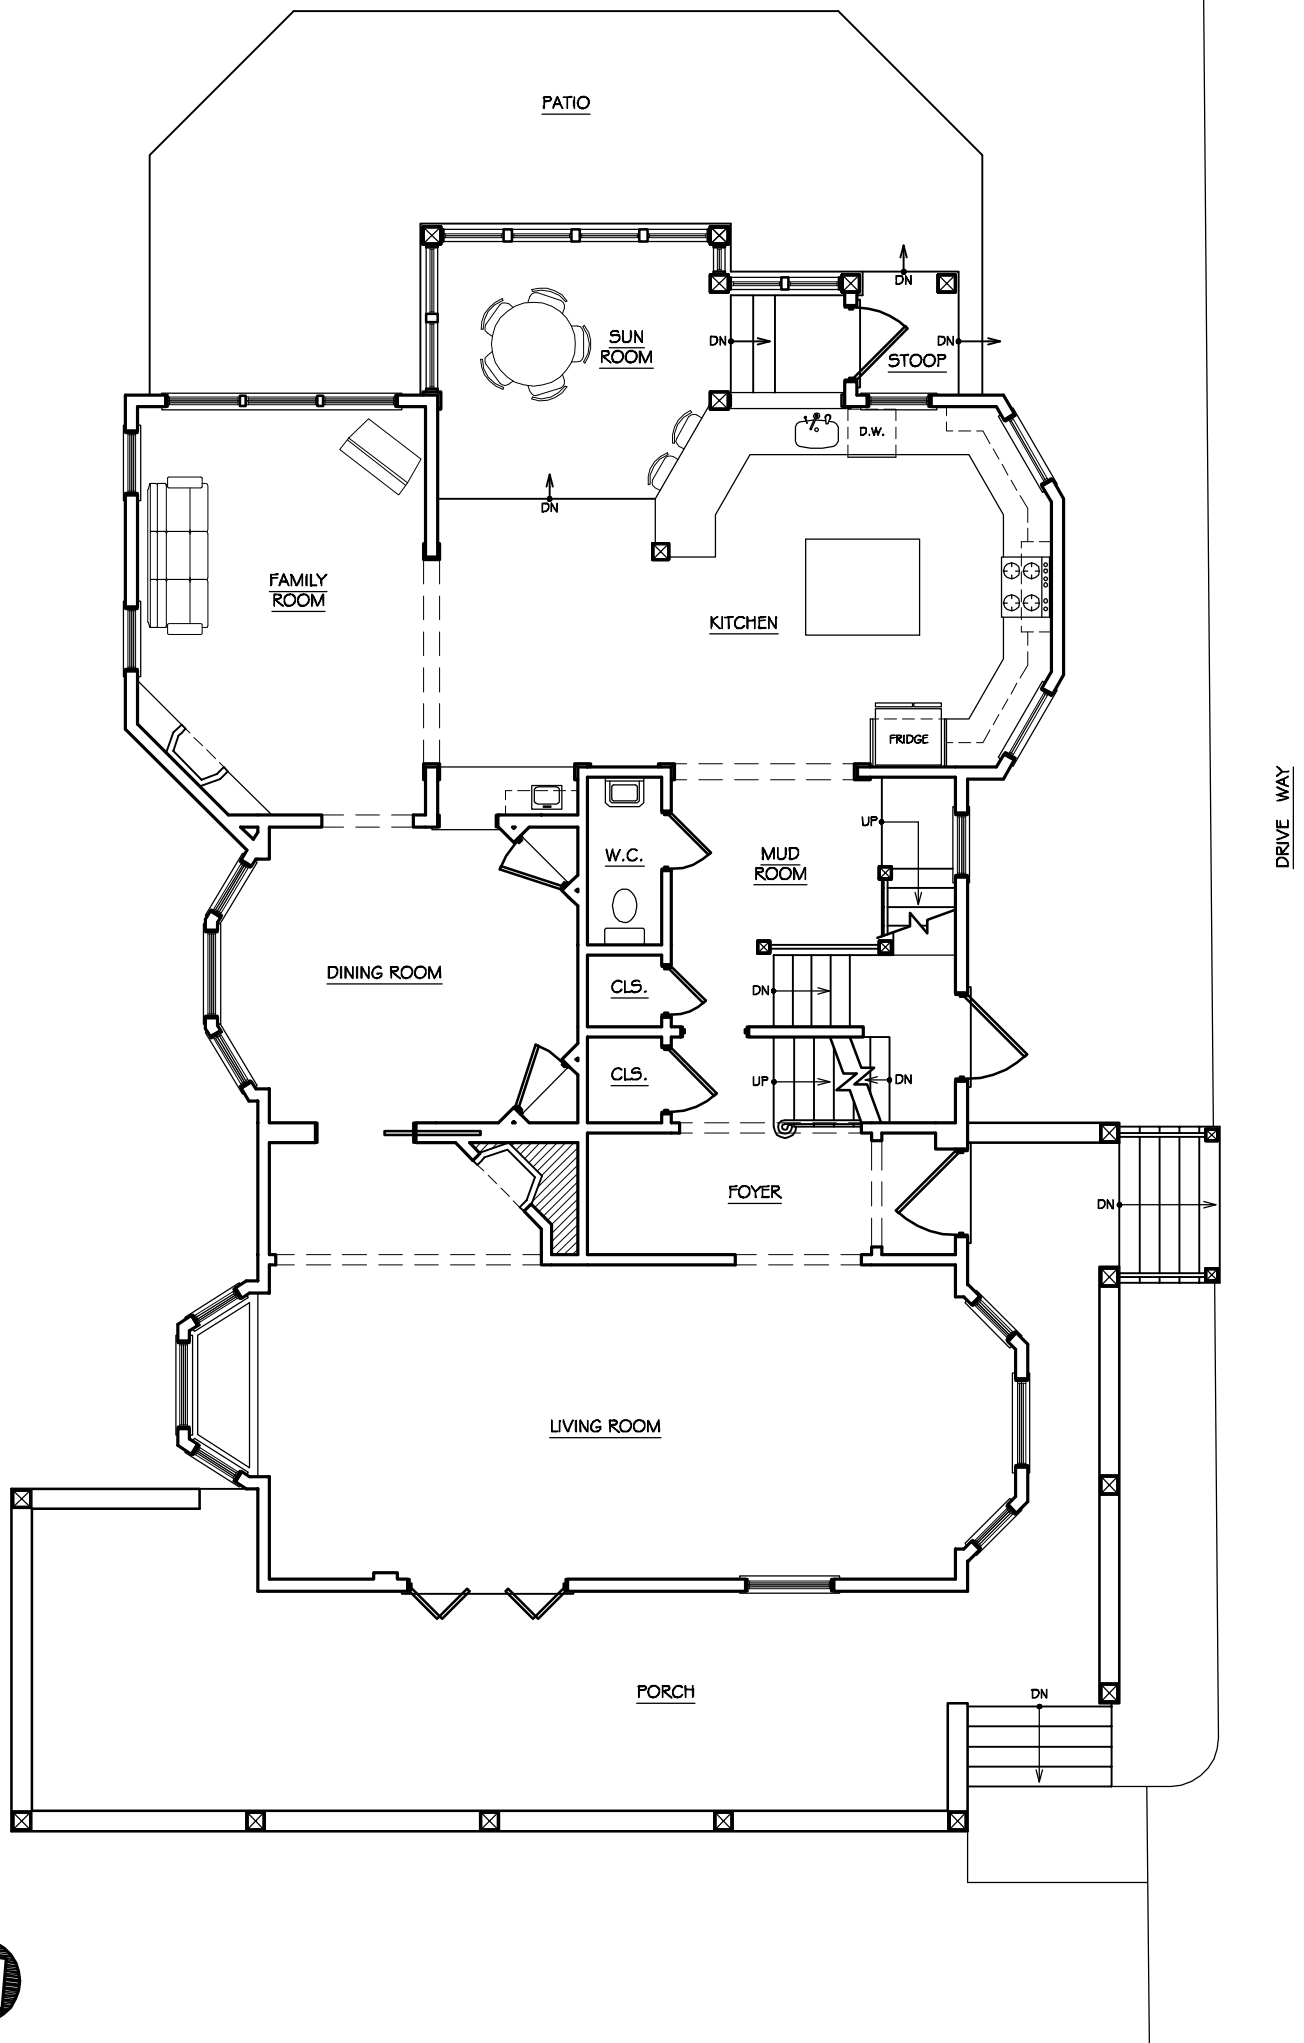 PATIO
DN
SUN
ROOM
DN
DN
STOOP
D.W.
DN
FAMILY
ROOM
KITCHEN
FRIDGE
DRIVE WAY
UP
W.C.
MUD
ROOM
DINING ROOM
CLS.
DN
CLS.
UP
DN
FOYER
DN
LIVING ROOM
PORCH
DN